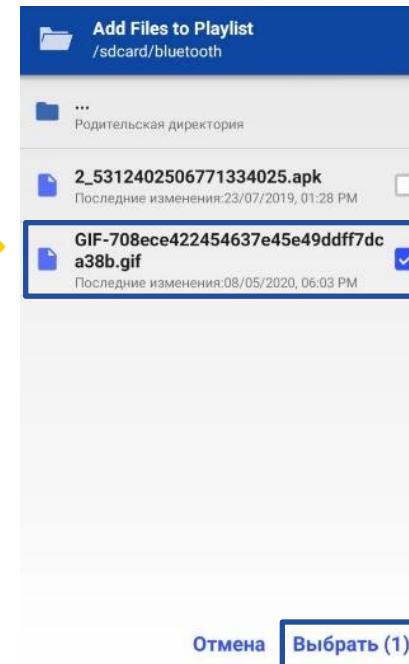 Add Files to Playlist
/sdcard/bluetooth
...
Родительская директория
2_5312402506771334025.apk
Последние изменения:23/07/2019, 01:28 PM
GIF-708ece422454637e45e49ddff7dc
a38b.gif
Последние изменения:08/05/2020, 06:03 PM
Отмена Выбрать (1)